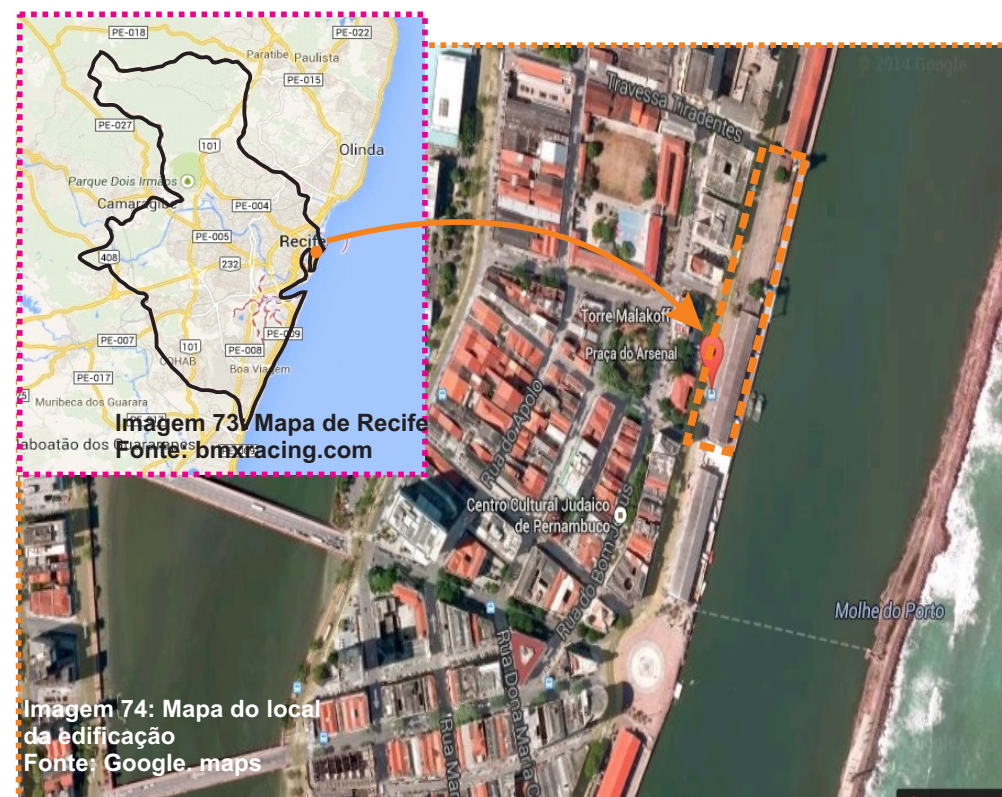 PE-018
PE-022
Paratibe
Paulista
PE-015
PE-027
101
Olinda
Parque Dois Irmãos
Camaragibe
PE-004
PE-005
Recife
408
232
PE-007
101
PE-009
PE-008
COHAB
Boa Viagem
PE-017
Muribeca dos Guararapes
aboatão dos Guararapes
Imagem 73: Mapa de Recife
Fonte: bmxracing.com
2014 Google
Travessa Tiradentes
Torre Malakoff
Praça do Arsenal
Rua do Apolo
Centro Cultural Judaico
de Pernambuco
Rua do Bom Jesus
Molhe do Porto
Rua Dona Maria C
Rua Mar
Imagem 74: Mapa do local
da edificação
Fonte: Google. maps